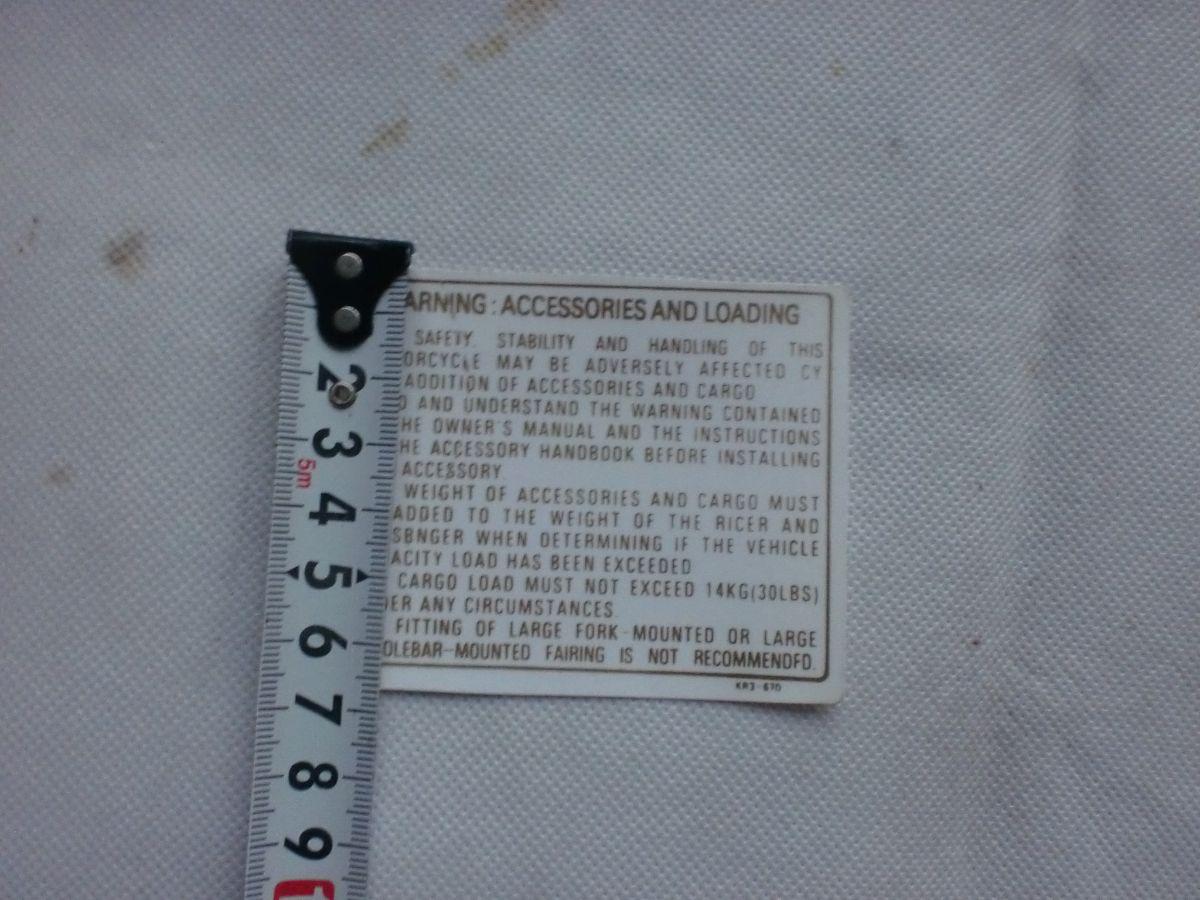 ARNING : ACCESSORIES AND LOADING
SAFETY. STABILITY AND HANDLING OF THIS
ORCYCLE MAY BE ADVERSELY AFFECTED CY
ADDITION OF ACCESSORIES AND CARGO
D AND UNDERSTAND THE WARNING CONTAINED
HE OWNER'S MANUAL AND THE INSTRUCTIONS
HE ACCESSORY HANDBOOK BEFORE INSTALLING
ACCESSORY.
WEIGHT OF ACCESSORIES AND CARGO MUST
ADDED TO THE WEIGHT OF THE RICER AND
SBNGER WHEN DETERMINING IF THE VEHICLE
ACITY LOAD HAS BEEN EXCEEDED
CARGO LOAD MUST NOT EXCEED 14KG(30LBS)
ER ANY CIRCUMSTANCES.
FITTING OF LARGE FORK-MOUNTED OR LARGE
DLEBAR-MOUNTED FAIRING IS NOT RECOMMENDFD.
KR3-670
2
3
5m
4
5
6
7
8
9
1